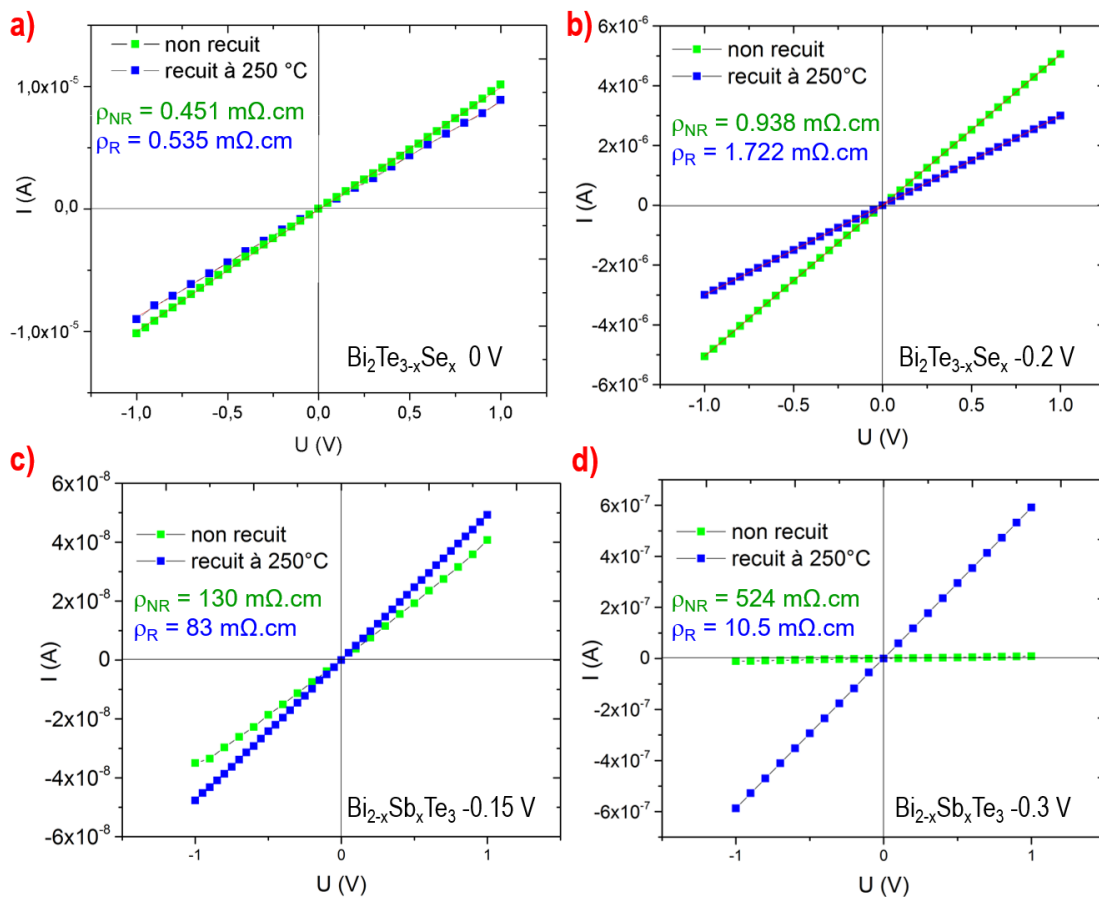 a)
non recuit
recuit à 250 °C
ρNR = 0.451 mΩ.cm
ρR = 0.535 mΩ.cm
1,0x10⁻⁵
0,0
-1,0x10⁻⁵
I (A)
Bi₂Te₃₋ₓSeₓ 0 V
-1,0 -0,5 0,0 0,5 1,0
U (V)
b)
non recuit
recuit à 250°C
ρNR = 0.938 mΩ.cm
ρR = 1.722 mΩ.cm
6x10⁻⁶
4x10⁻⁶
2x10⁻⁶
0
-2x10⁻⁶
-4x10⁻⁶
-6x10⁻⁶
I (A)
Bi₂Te₃₋ₓSeₓ -0.2 V
-1.0 -0.5 0.0 0.5 1.0
U (V)
c)
non recuit
recuit à 250°C
ρNR = 130 mΩ.cm
ρR = 83 mΩ.cm
6x10⁻⁸
4x10⁻⁸
2x10⁻⁸
0
-2x10⁻⁸
-4x10⁻⁸
-6x10⁻⁸
I (A)
Bi₂₋ₓSbₓTe₃ -0.15 V
-1 0 1
U (V)
d)
non recuit
recuit à 250°C
ρNR = 524 mΩ.cm
ρR = 10.5 mΩ.cm
6x10⁻⁷
4x10⁻⁷
2x10⁻⁷
0
-2x10⁻⁷
-4x10⁻⁷
-6x10⁻⁷
I (A)
Bi₂₋ₓSbₓTe₃ -0.3 V
-1 0 1
U (V)